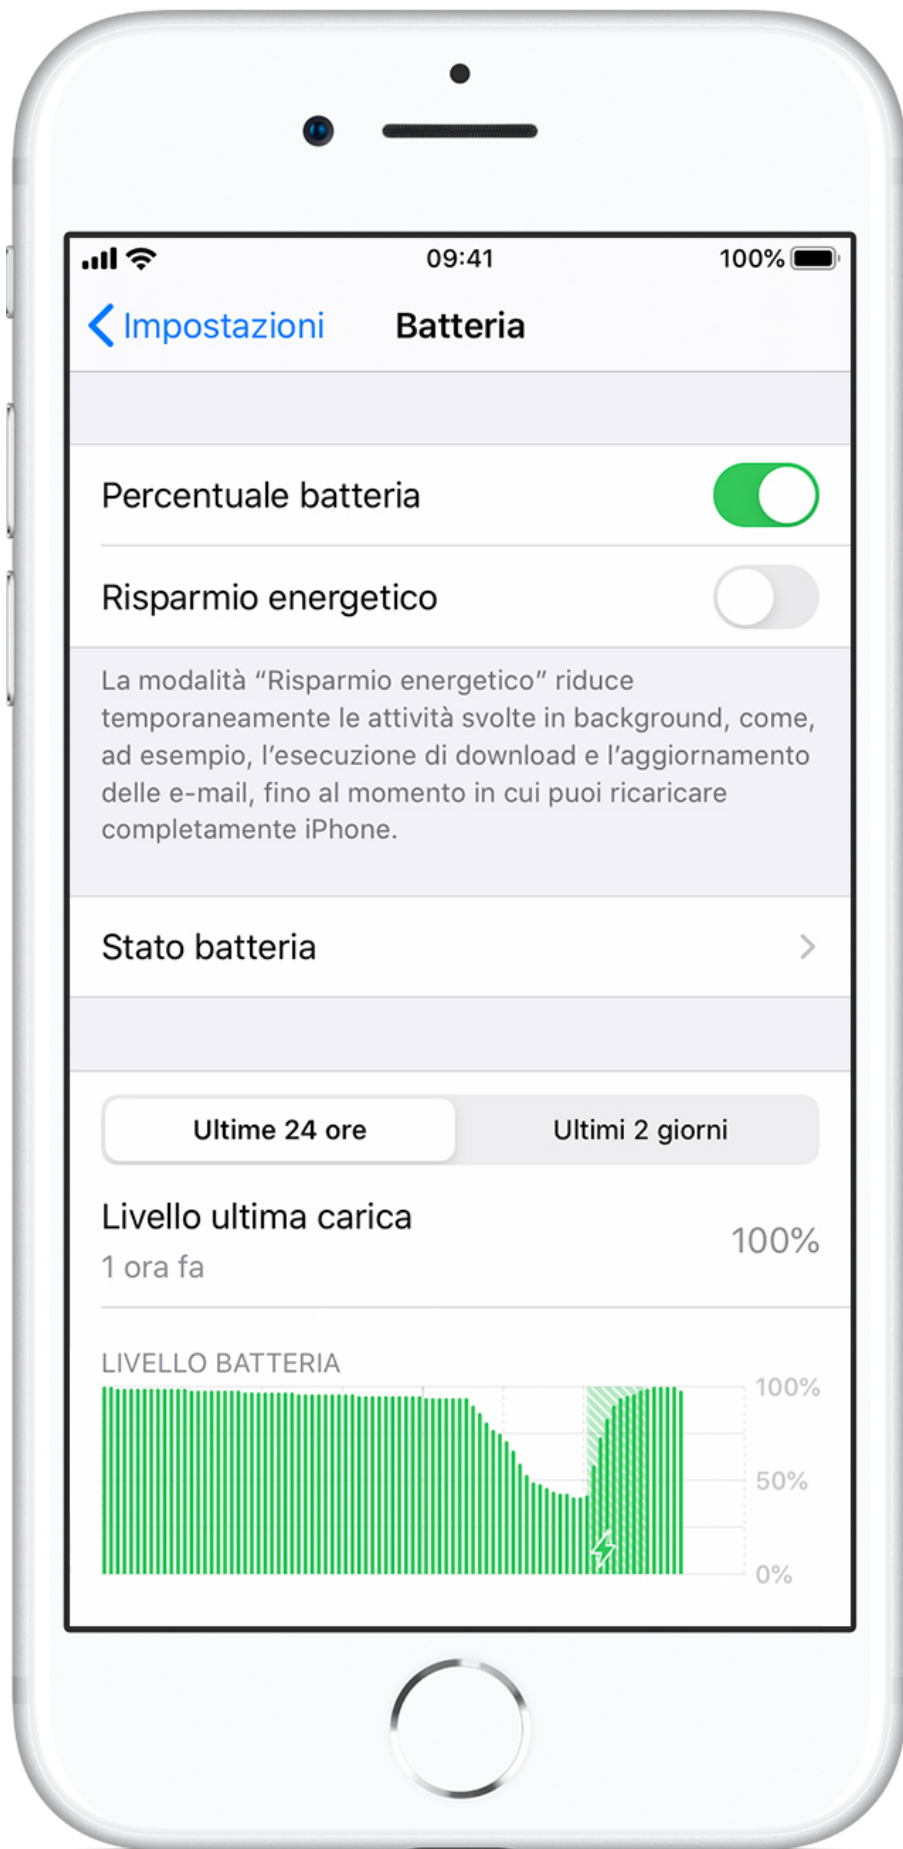 09:41
100%
Impostazioni
Batteria
Percentuale batteria
Risparmio energetico
La modalità “Risparmio energetico” riduce
temporaneamente le attività svolte in background, come,
ad esempio, l’esecuzione di download e l’aggiornamento
delle e-mail, fino al momento in cui puoi ricaricare
completamente iPhone.
Stato batteria
Ultime 24 ore
Ultimi 2 giorni
Livello ultima carica
1 ora fa
100%
LIVELLO BATTERIA
100%
50%
0%